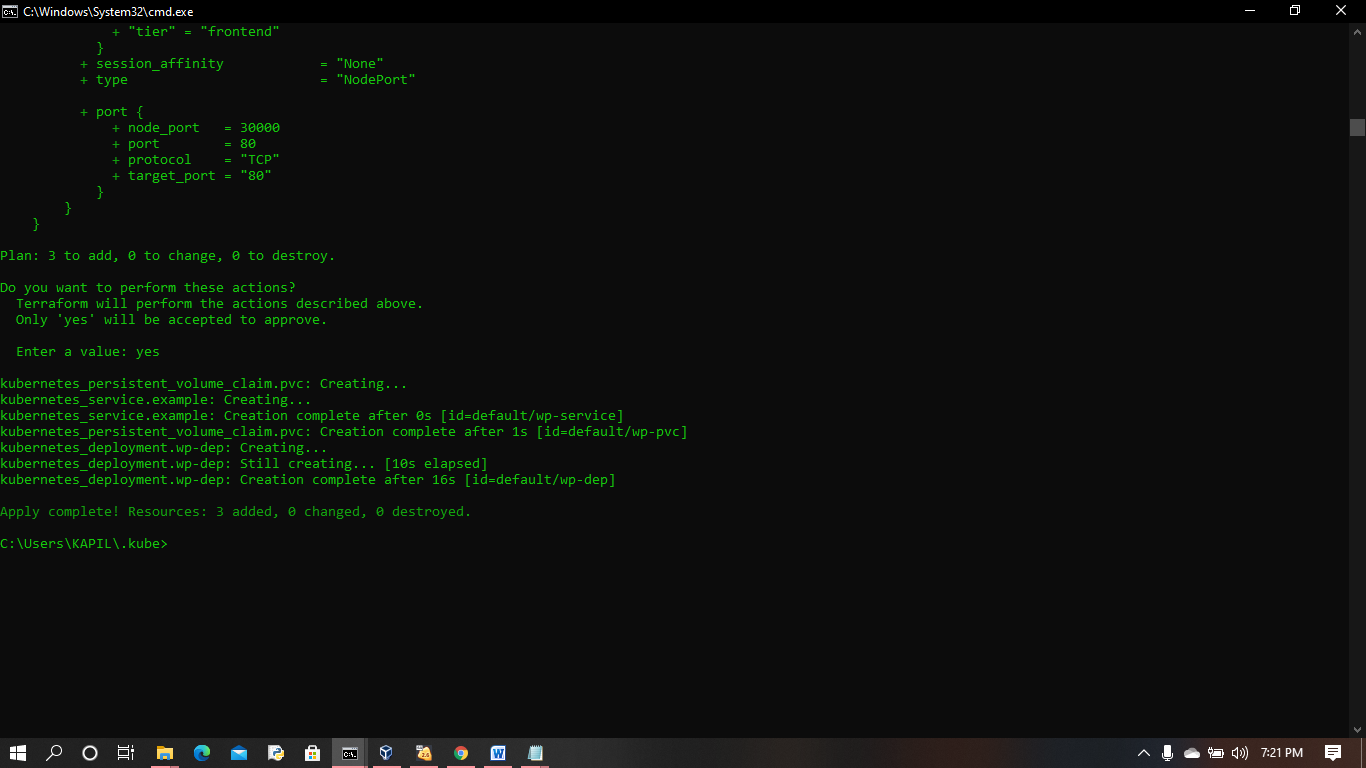 C:\Windows\System32\cmd.exe
+ "tier" = "frontend"
}
+ session_affinity = "None"
+ type = "NodePort"
+ port {
+ node_port = 30000
+ port = 80
+ protocol = "TCP"
+ target_port = "80"
}
}
}
Plan: 3 to add, 0 to change, 0 to destroy.
Do you want to perform these actions?
Terraform will perform the actions described above.
Only 'yes' will be accepted to approve.
Enter a value: yes
kubernetes_persistent_volume_claim.pvc: Creating...
kubernetes_service.example: Creating...
kubernetes_service.example: Creation complete after 0s [id=default/wp-service]
kubernetes_persistent_volume_claim.pvc: Creation complete after 1s [id=default/wp-pvc]
kubernetes_deployment.wp-dep: Creating...
kubernetes_deployment.wp-dep: Still creating... [10s elapsed]
kubernetes_deployment.wp-dep: Creation complete after 16s [id=default/wp-dep]
Apply complete! Resources: 3 added, 0 changed, 0 destroyed.
C:\Users\KAPIL\.kube>
7:21 PM